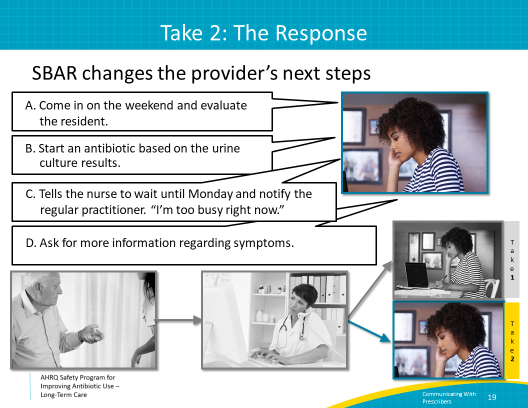 Take 2: The Response
SBAR changes the provider's next steps
A. Come in on the weekend and evaluate
the resident.
B. Start an antibiotic based on the urine
culture results.
C. Tells the nurse to wait until Monday and notify the
regular practitioner. “I'm too busy right now.”
D. Ask for more information regarding symptoms.
Take 1
Take 2
AHRQ Safety Program for
Improving Antibiotic Use –
Long-Term Care
Communicating With
Prescribers
19